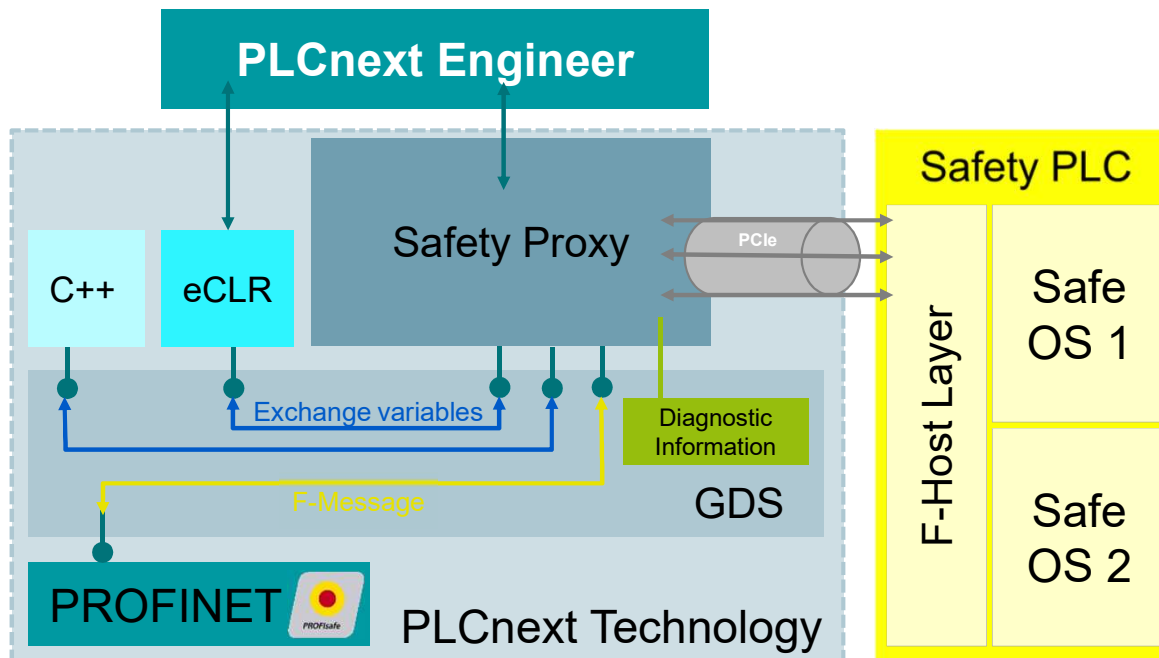 PLCnext Engineer
Safety PLC
Safety Proxy
PCIe
C++
eCLR
Safe
OS 1
F-Host Layer
Exchange variables
Diagnostic
Information
F-Message
GDS
Safe
OS 2
PROFINET
PROFIsafe
PLCnext Technology